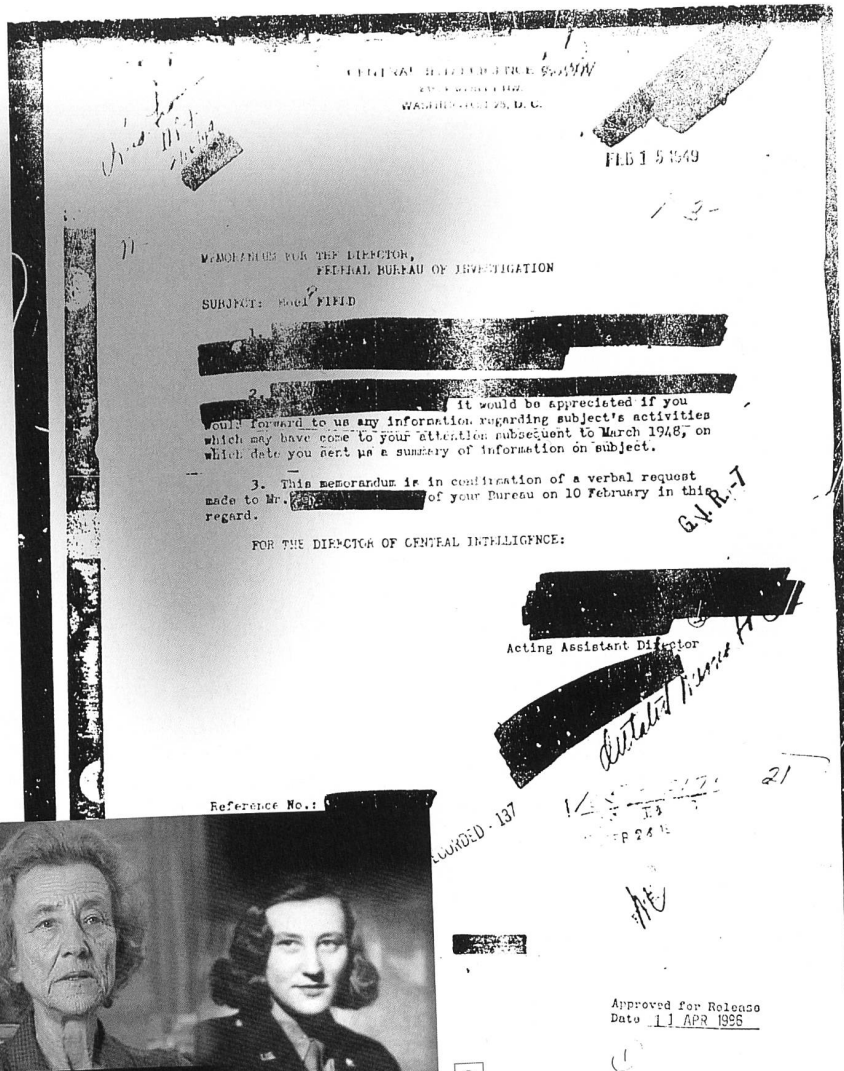 CENTRAL INTELLIGENCE
WASHINGTON 25, D. C.
FEB 15 1949
MEMORANDUM FOR THE DIRECTOR,
FEDERAL BUREAU OF INVESTIGATION
SUBJECT: Noel FIELD
1.
2.
it would be appreciated if you
would forward to us any information regarding subject's activities
which may have come to your attention subsequent to March 1948, on
which date you sent us a summary of information on subject.
3. This memorandum is in confirmation of a verbal request
made to Mr.
of your Bureau on 10 February in this
regard.
G.I.R.-7
FOR THE DIRECTOR OF CENTRAL INTELLIGENCE:
Acting Assistant Director
Reference No.:
21
CORDED - 137
Approved for Release
Date 11 APR 1996